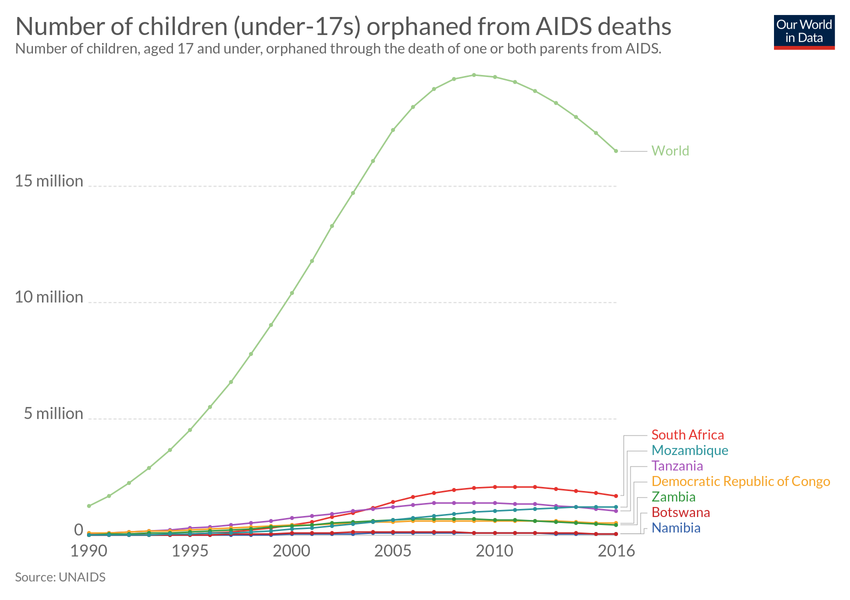 Number of children (under-17s) orphaned from AIDS deaths
Number of children, aged 17 and under, orphaned through the death of one or both parents from AIDS.
Our World
in Data
World
15 million
10 million
5 million
South Africa
Mozambique
Tanzania
Democratic Republic of Congo
Zambia
Botswana
Namibia
0
1990 1995 2000 2005 2010 2016
Source: UNAIDS